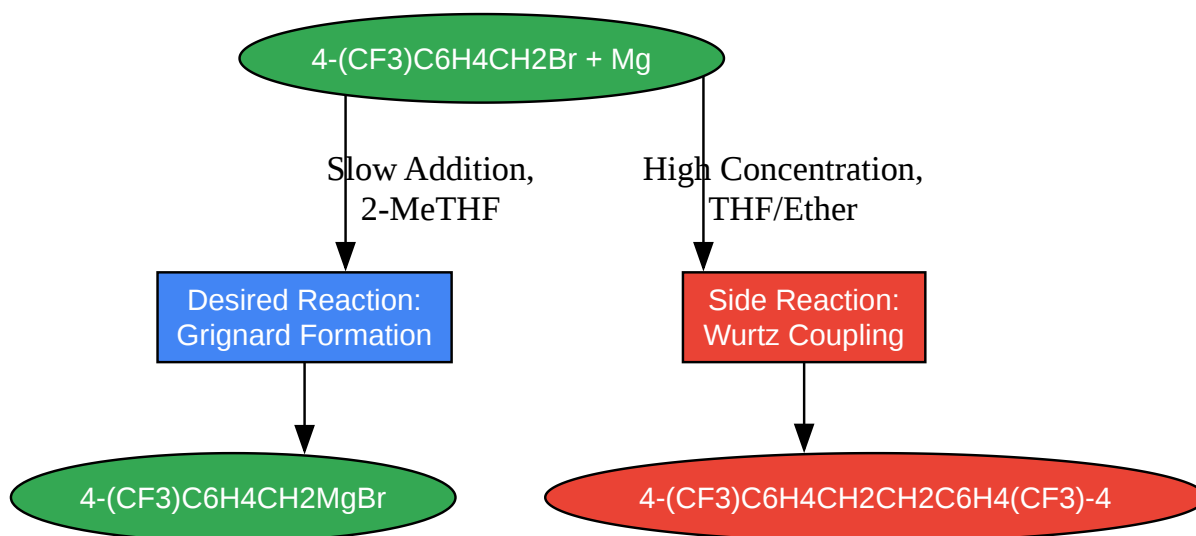 4-(CF3)C6H4CH2Br + Mg
Slow Addition,
2-MeTHF
High Concentration,
THF/Ether
Desired Reaction:
Grignard Formation
Side Reaction:
Wurtz Coupling
4-(CF3)C6H4CH2MgBr
4-(CF3)C6H4CH2CH2C6H4(CF3)-4